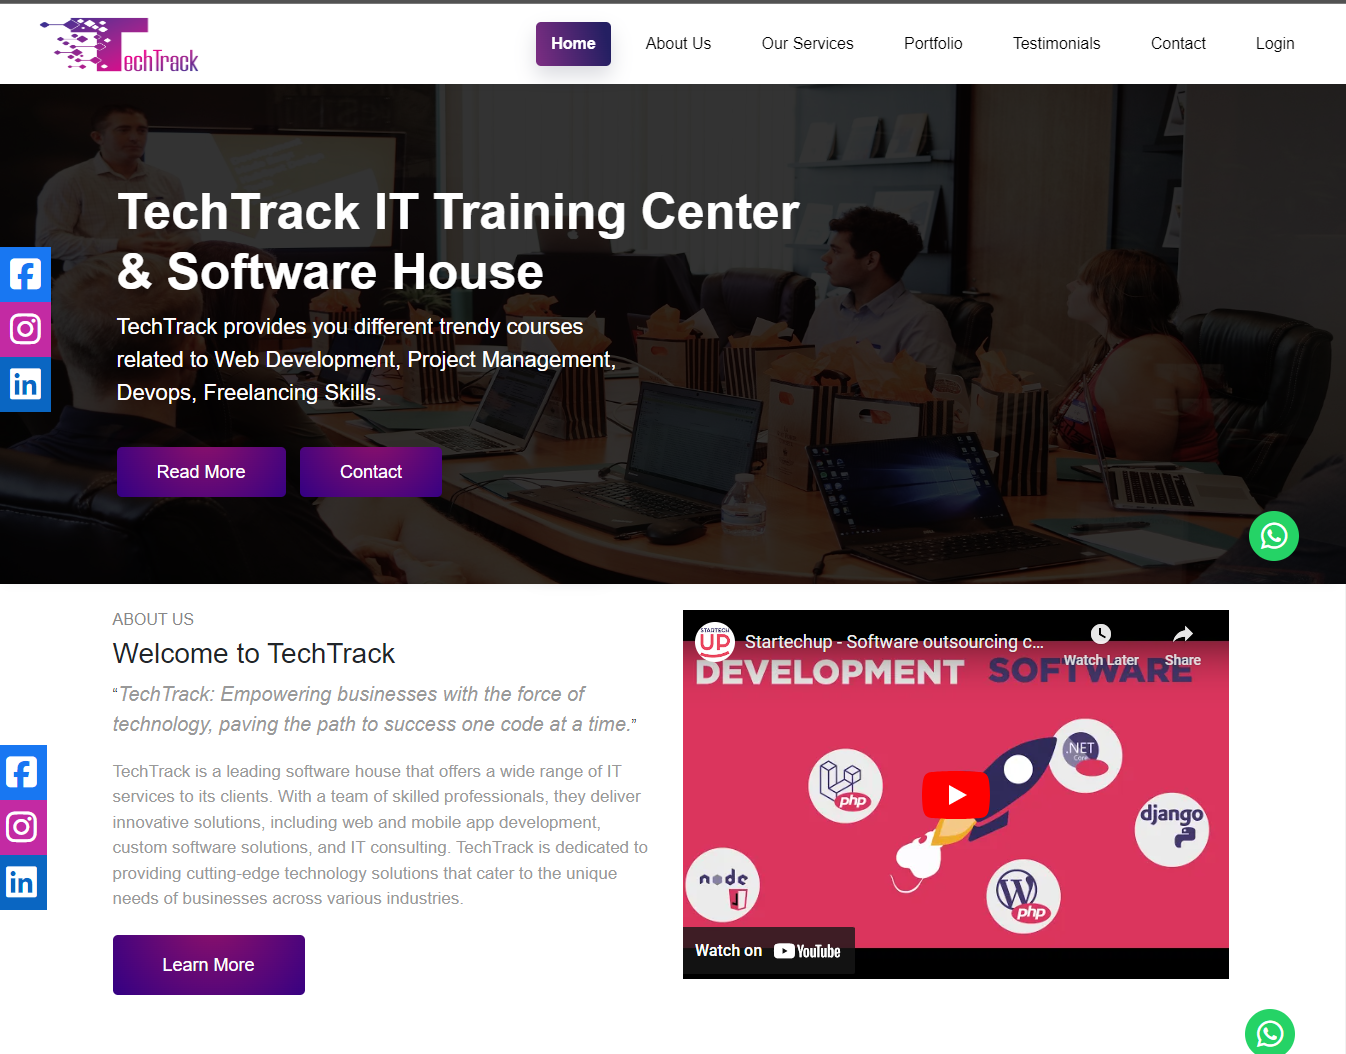 TechTrack
Home About Us Our Services Portfolio Testimonials Contact Login
TechTrack IT Training Center
& Software House
TechTrack provides you different trendy courses
related to Web Development, Project Management,
Devops, Freelancing Skills.
Read More Contact
ABOUT US
Welcome to TechTrack
“TechTrack: Empowering businesses with the force of
technology, paving the path to success one code at a time.”
TechTrack is a leading software house that offers a wide range of IT
services to its clients. With a team of skilled professionals, they deliver
innovative solutions, including web and mobile app development,
custom software solutions, and IT consulting. TechTrack is dedicated to
providing cutting-edge technology solutions that cater to the unique
needs of businesses across various industries.
Learn More
STARTECH
UP
Startechup - Software outsourcing c...
Watch Later Share
DEVELOPMENT SOFTWARE
php
.NET
Core
django
node
php
Watch on YouTube